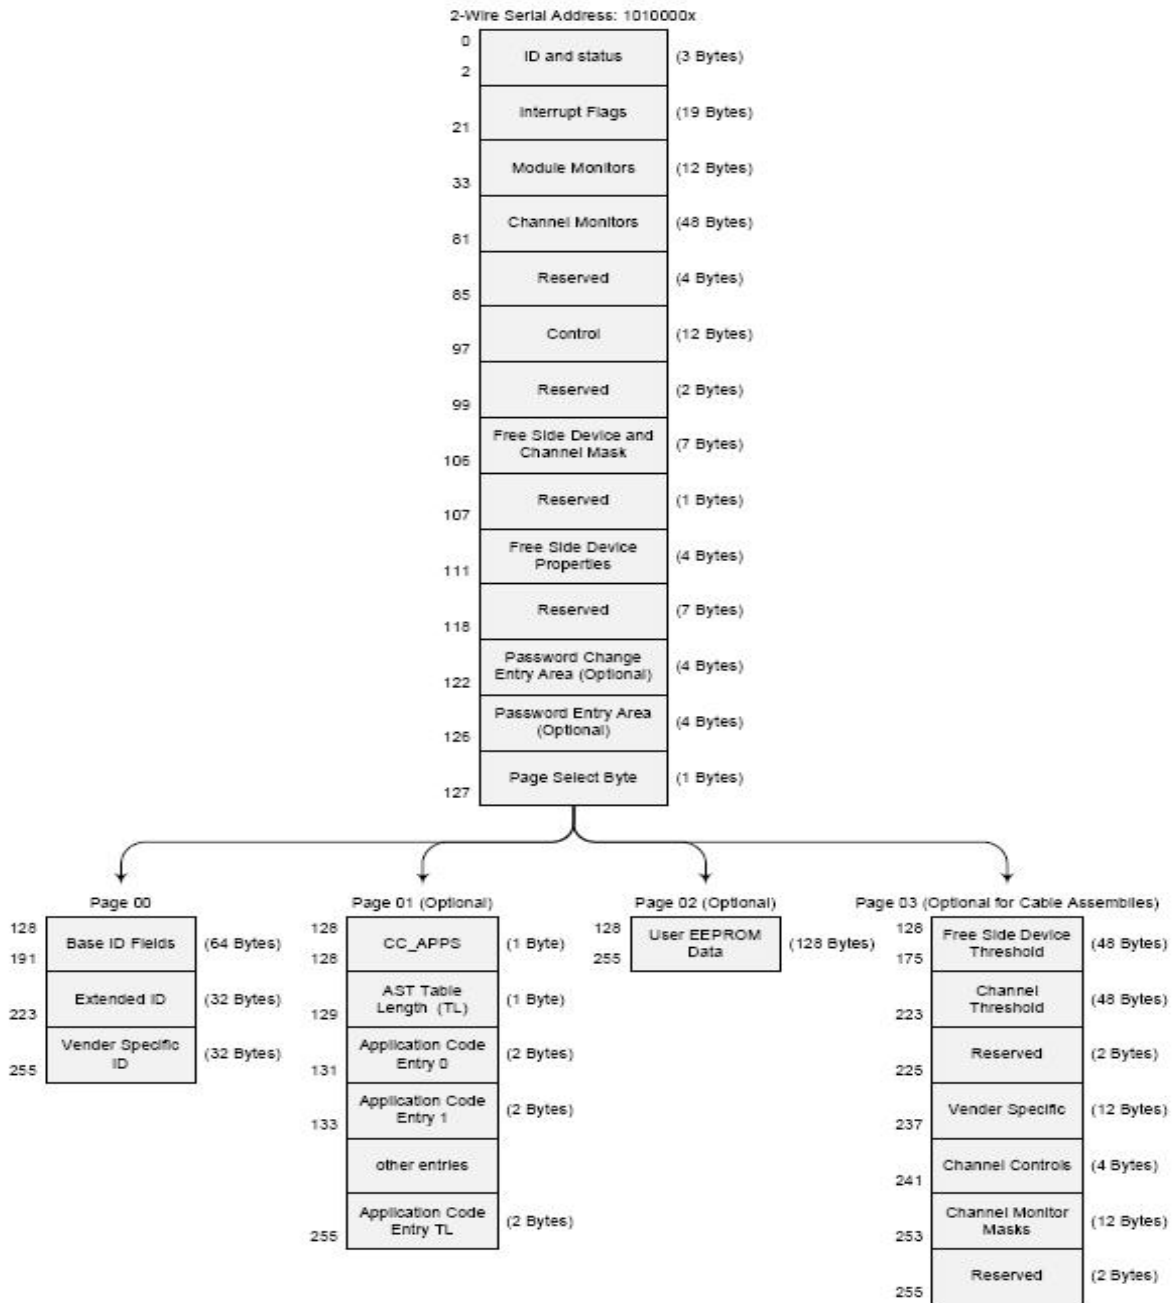 2-Wire Serial Address: 1010000x
0
ID and status (3 Bytes)
2
Interrupt Flags (19 Bytes)
21
Module Monitors (12 Bytes)
33
Channel Monitors (48 Bytes)
81
Reserved (4 Bytes)
85
Control (12 Bytes)
97
Reserved (2 Bytes)
99
Free Side Device and
Channel Mask (7 Bytes)
106
Reserved (1 Bytes)
107
Free Side Device
Properties (4 Bytes)
111
Reserved (7 Bytes)
118
Password Change
Entry Area (Optional) (4 Bytes)
122
Password Entry Area
(Optional) (4 Bytes)
126
Page Select Byte (1 Bytes)
127
Page 00
128
Base ID Fields (64 Bytes)
191
Extended ID (32 Bytes)
223
Vender Specific
ID (32 Bytes)
255
Page 01 (Optional)
128
CC_APPS (1 Byte)
128
AST Table
Length (TL) (1 Byte)
129
Application Code
Entry 0 (2 Bytes)
131
Application Code
Entry 1 (2 Bytes)
133
other entries
Application Code
Entry TL (2 Bytes)
255
Page 02 (Optional)
128
User EEPROM
Data (128 Bytes)
255
Page 03 (Optional for Cable Assemblies)
128
Free Side Device
Threshold (48 Bytes)
175
Channel
Threshold (48 Bytes)
223
Reserved (2 Bytes)
225
Vender Specific (12 Bytes)
237
Channel Controls (4 Bytes)
241
Channel Monitor
Masks (12 Bytes)
253
Reserved (2 Bytes)
255